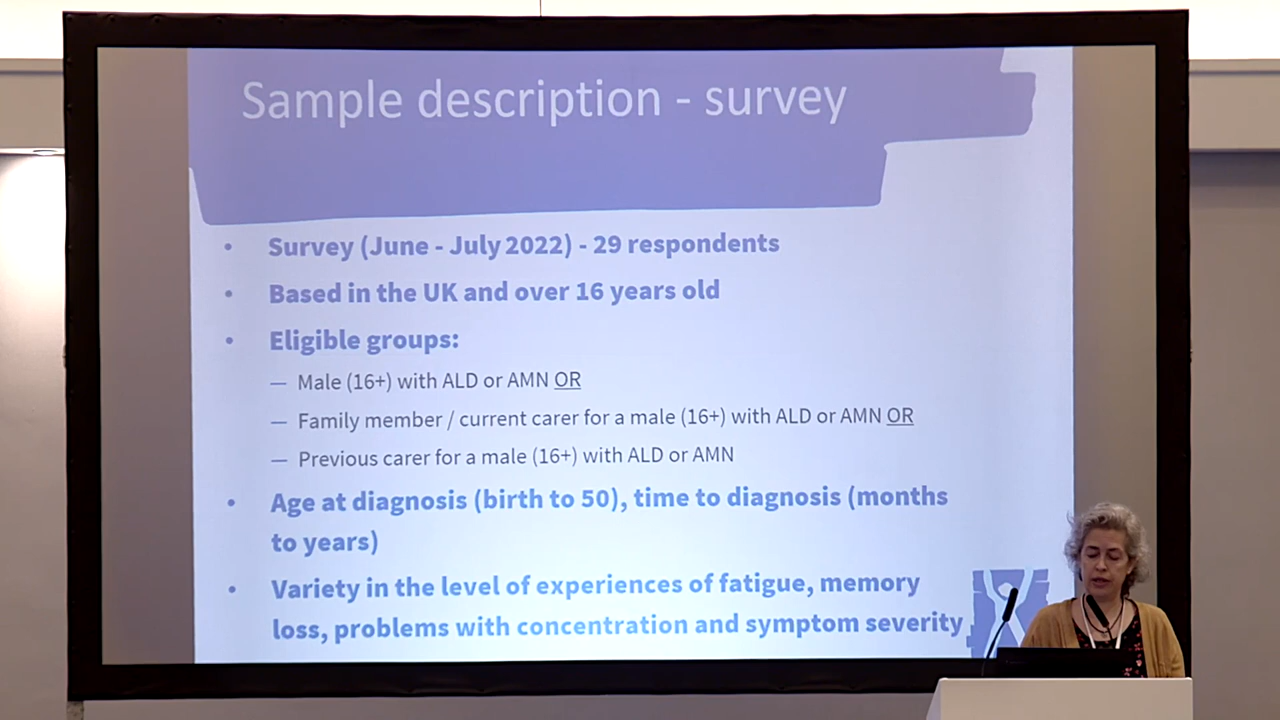 Sample description - survey
• Survey (June - July 2022) - 29 respondents
• Based in the UK and over 16 years old
• Eligible groups:
— Male (16+) with ALD or AMN OR
— Family member / current carer for a male (16+) with ALD or AMN OR
— Previous carer for a male (16+) with ALD or AMN
• Age at diagnosis (birth to 50), time to diagnosis (months
to years)
• Variety in the level of experiences of fatigue, memory
loss, problems with concentration and symptom severity